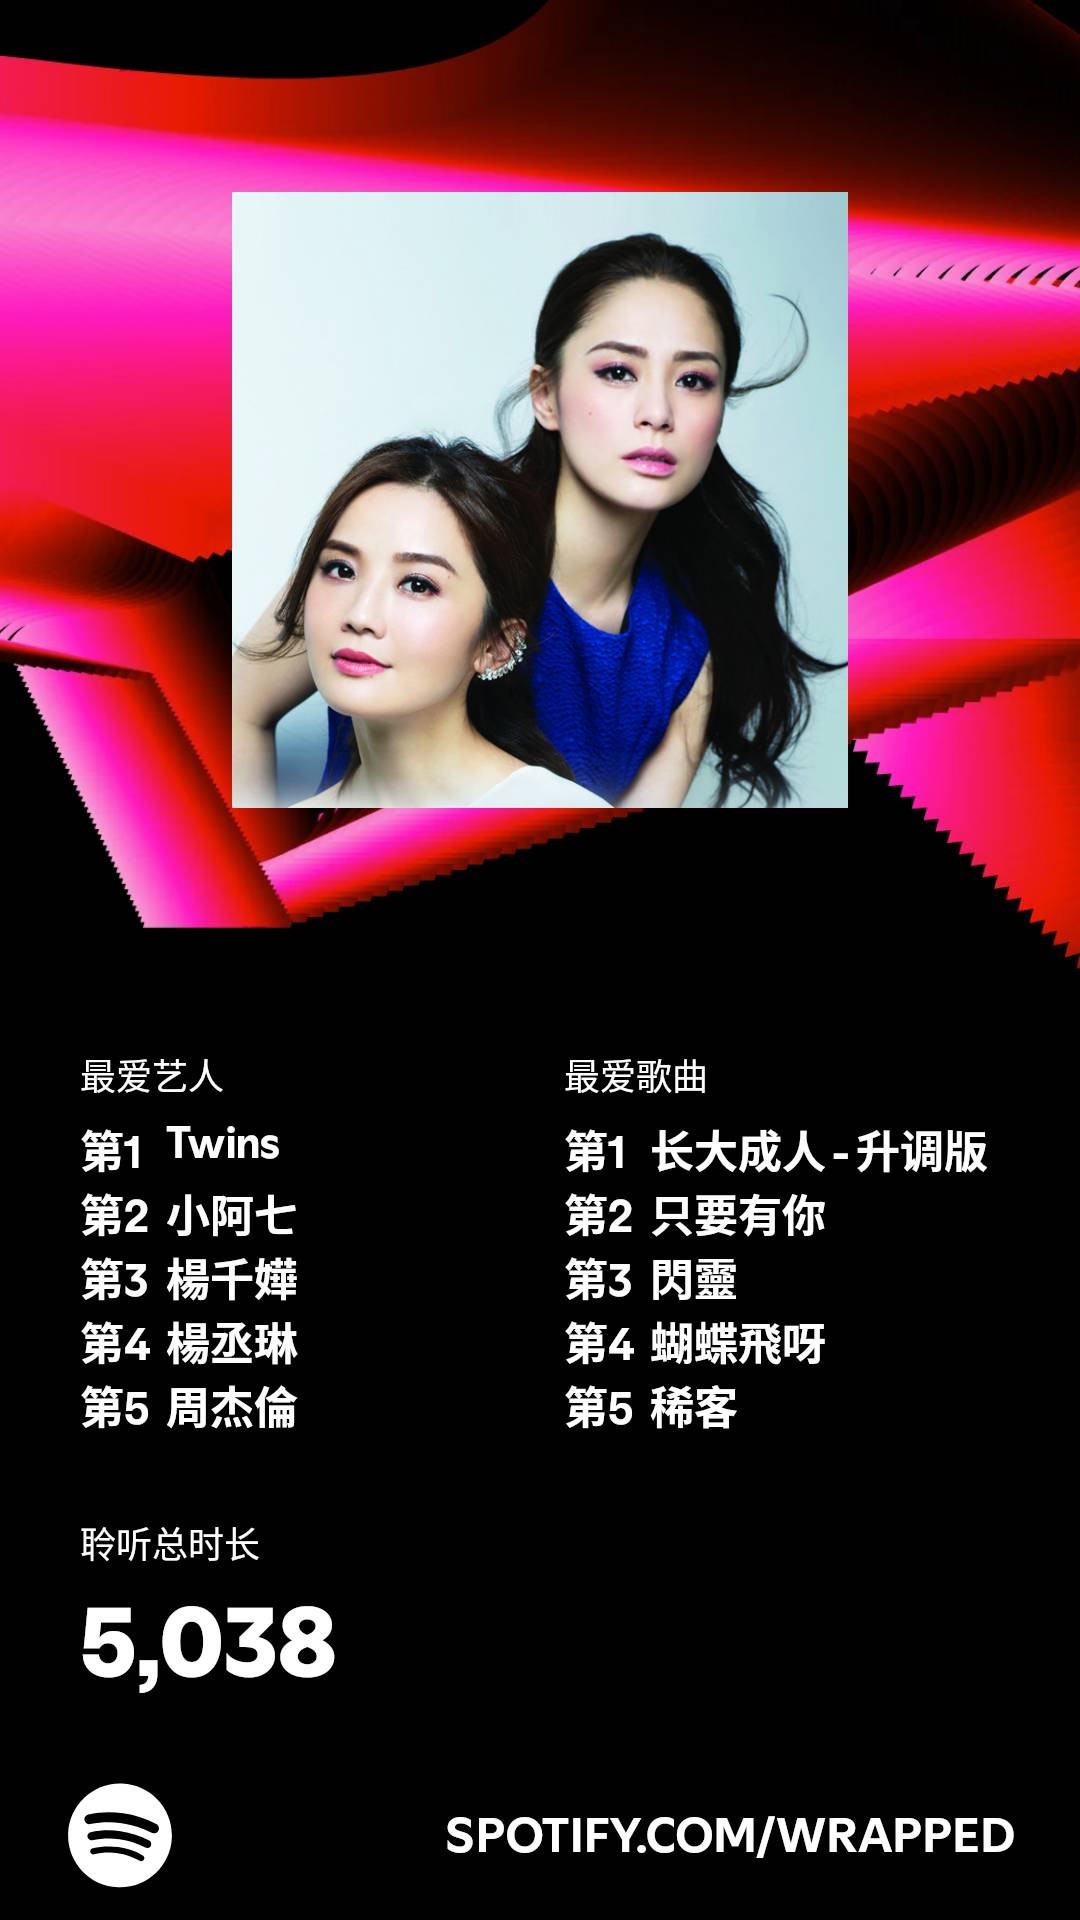 最爱艺人
第1 Twins
第2 小阿七
第3 楊千嬅
第4 楊丞琳
第5 周杰倫
最爱歌曲
第1 长大成人 - 升调版
第2 只要有你
第3 閃靈
第4 蝴蝶飛呀
第5 稀客
聆听总时长
5,038
SPOTIFY.COM/WRAPPED